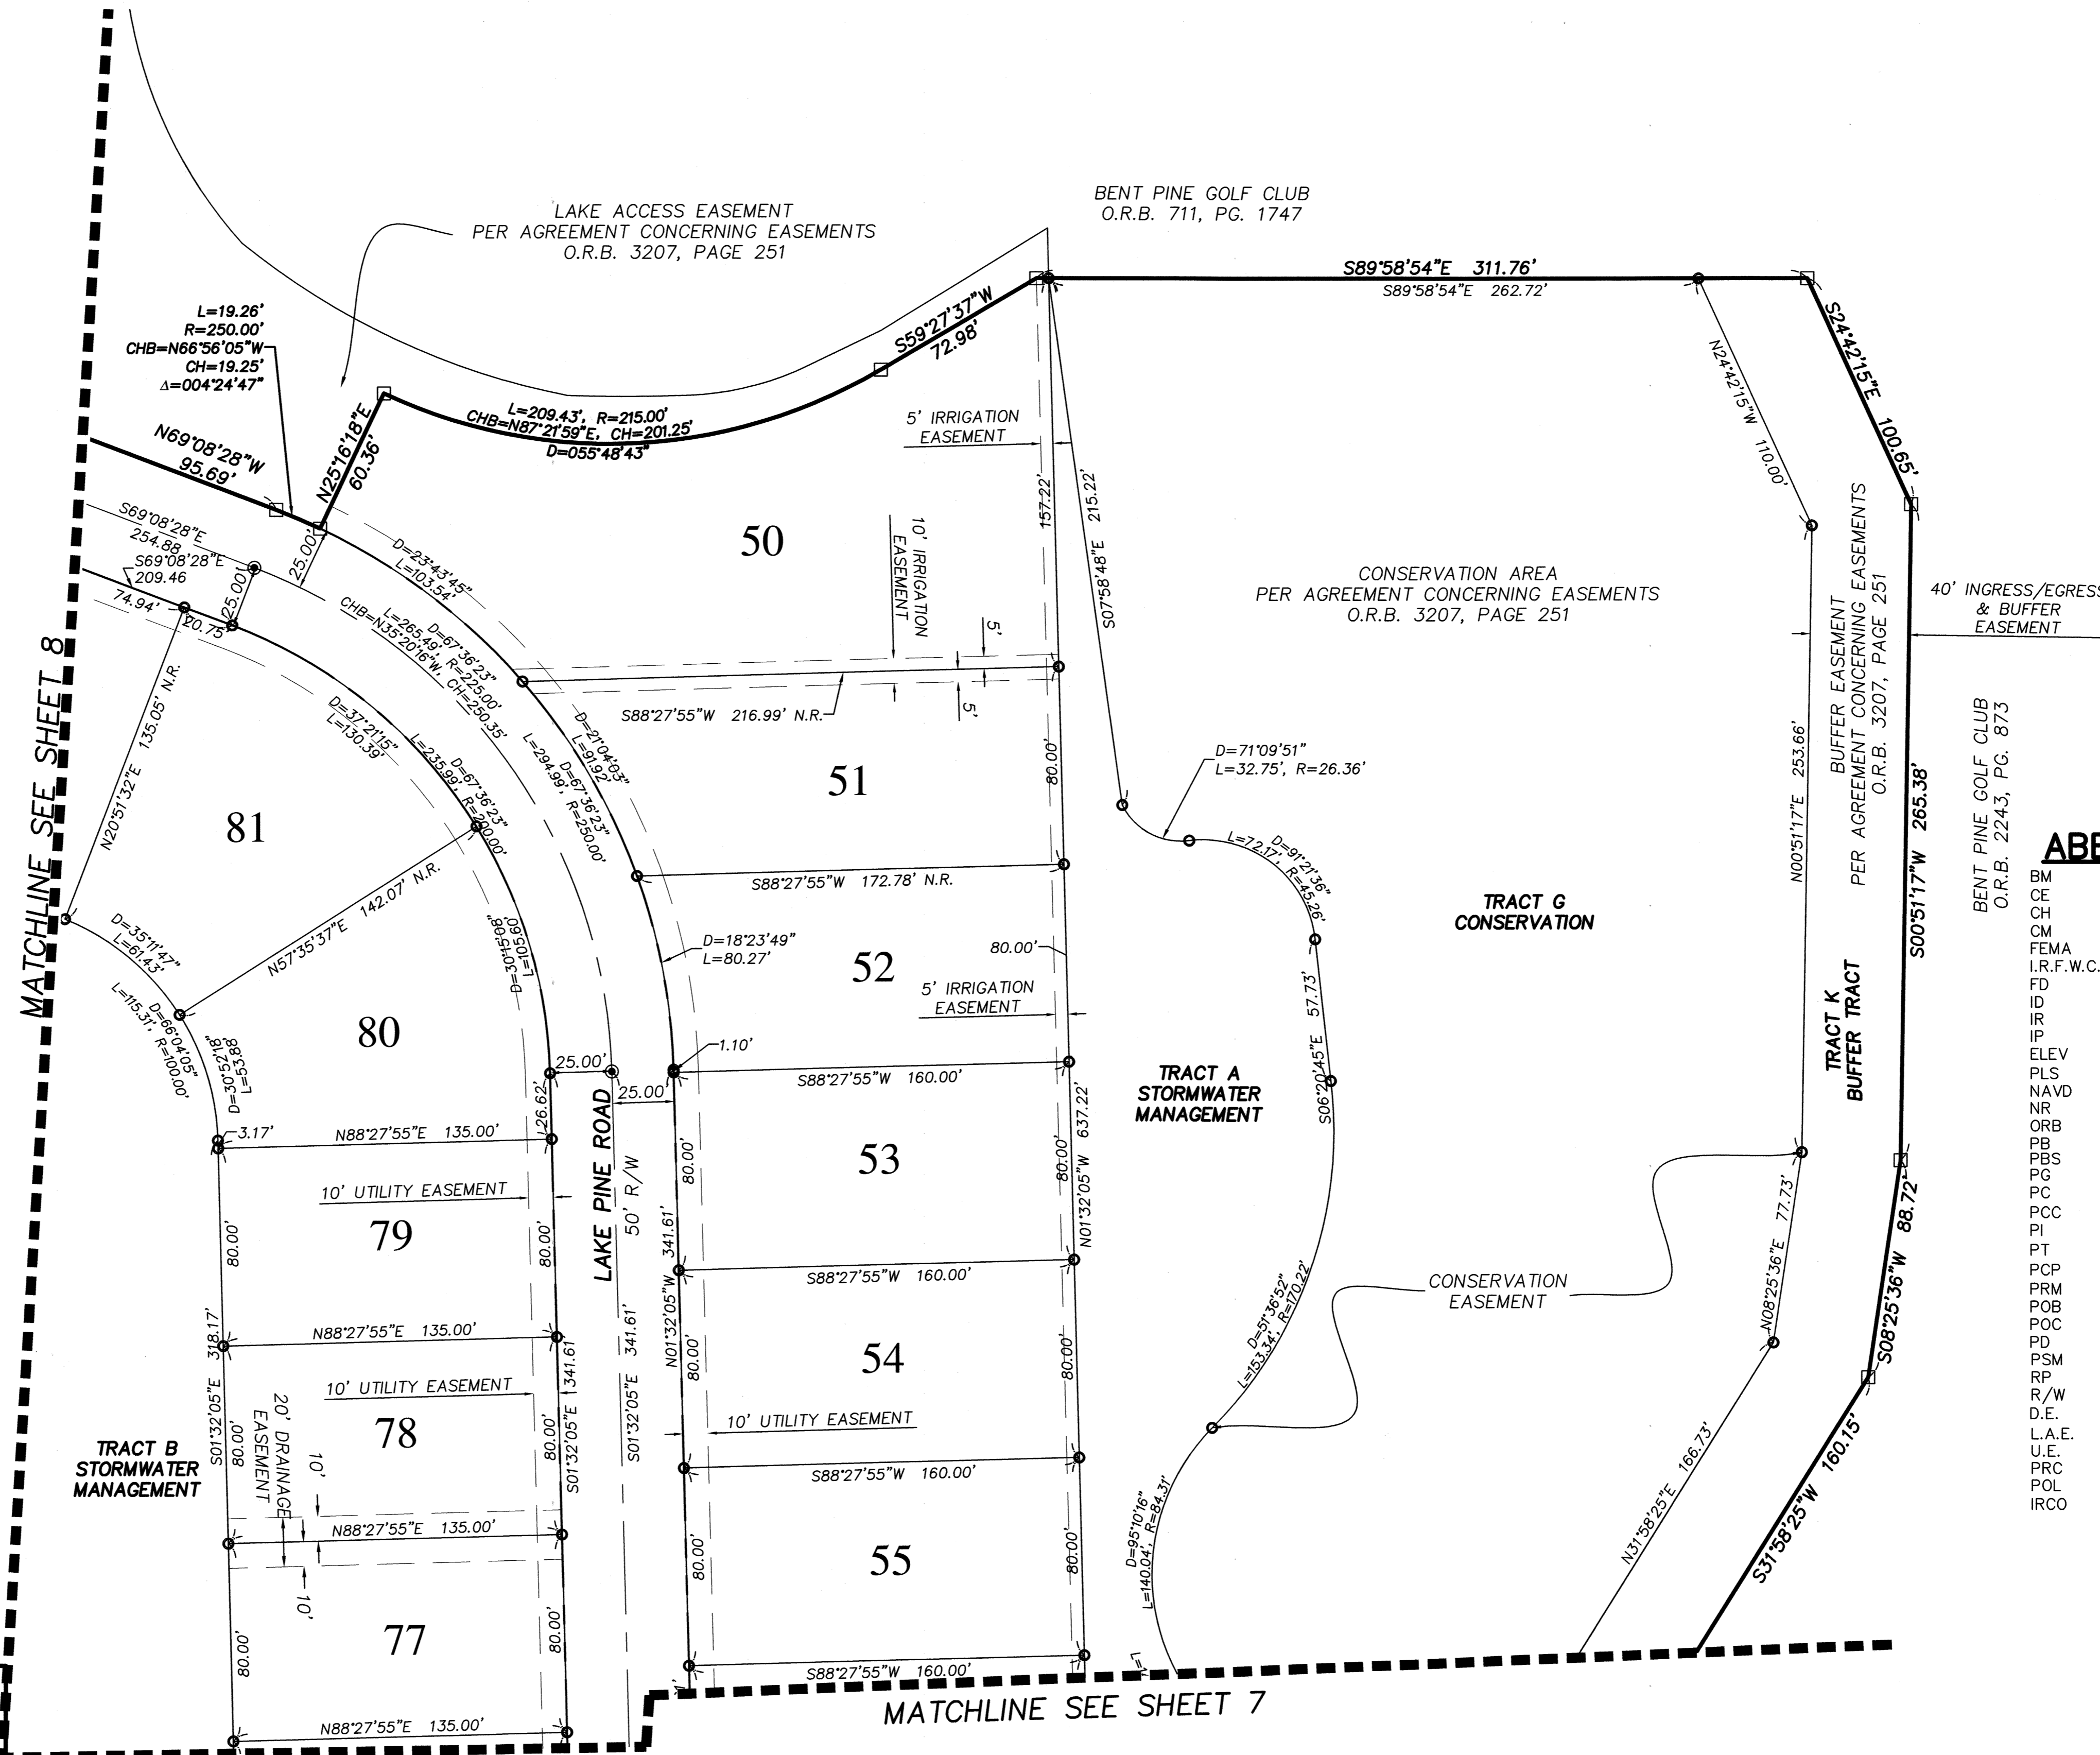 BENT PINE GOLF CLUB
O.R.B. 711, PG. 1747
LAKE ACCESS EASEMENT
PER AGREEMENT CONCERNING EASEMENTS
O.R.B. 3207, PAGE 251
S89°58'54"E 311.76'
S89°58'54"E 262.72'
L=19.26'
R=250.00'
CHB=N66°56'05"W
CH=19.25'
Δ=004°24'47"
S59°27'37"W
72.98'
S24°42'15"E 100.65'
N24°42'15"W 110.00'
L=209.43', R=215.00'
CHB=N87°21'59"E, CH=201.25'
D=055°48'43"
N25°16'18"E
60.36'
N69°08'28"W
95.69'
5' IRRIGATION
EASEMENT
157.22'
S07°58'48"E 215.22'
S69°08'28"E
254.88
S69°08'28"E
209.46
74.94'
20.75'
25.00'
25.00'
D=23°43'45"
L=103.54'
50
10' IRRIGATION
EASEMENT
5'
5'
S88°27'55"W 216.99' N.R.
CONSERVATION AREA
PER AGREEMENT CONCERNING EASEMENTS
O.R.B. 3207, PAGE 251
BUFFER EASEMENT
PER AGREEMENT CONCERNING EASEMENTS
O.R.B. 3207, PAGE 251
40' INGRESS/EGRESS
& BUFFER
EASEMENT
D=67°36'23"
L=265.49', R=225.00'
CHB=N35°20'16"W, CH=250.35'
MATCHLINE SEE SHEET 8
N20°51'32"E 135.05' N.R.
D=37°21'15"
L=130.39'
D=67°36'23"
L=235.99', R=200.00'
D=21°04'03"
L=91.92'
D=67°36'23"
L=294.99', R=250.00'
51
80.00'
D=71°09'51"
L=32.75', R=26.36'
D=91°21'36"
L=72.17', R=45.26'
N00°51'17"E 253.66'
S00°51'17"W 265.38'
BENT PINE GOLF CLUB
O.R.B. 2243, PG. 873
81
S88°27'55"W 172.78' N.R.
TRACT G
CONSERVATION
N57°35'37"E 142.07' N.R.
D=35°11'47"
L=61.43'
D=66°04'05"
L=115.31', R=100.00'
D=30°52'18"
L=53.88'
D=30°15'08"
L=105.60'
D=18°23'49"
L=80.27'
52
80.00'
5' IRRIGATION
EASEMENT
S06°20'45"E 57.73'
TRACT K
BUFFER TRACT
80
25.00'
25.00'
1.10'
S88°27'55"W 160.00'
TRACT A
STORMWATER
MANAGEMENT
3.17'
N88°27'55"E 135.00'
26.62'
LAKE PINE ROAD
50' R/W
53
80.00'
80.00'
N01°32'05"W 637.22'
10' UTILITY EASEMENT
79
80.00'
80.00'
N01°32'05"W 341.61'
S88°27'55"W 160.00'
N08°25'36"E 77.73'
S08°25'36"W 88.72'
CONSERVATION
EASEMENT
D=51°36'52"
L=153.34', R=170.22'
S01°32'05"E 318.17'
N88°27'55"E 135.00'
S01°32'05"E 341.61
S01°32'05"E 341.61'
54
80.00'
80.00'
10' UTILITY EASEMENT
10' UTILITY EASEMENT
20' DRAINAGE
EASEMENT
78
80.00'
80.00'
10'
TRACT B
STORMWATER
MANAGEMENT
S88°27'55"W 160.00'
N31°58'25"E 166.73'
S31°58'25"W 160.15'
N88°27'55"E 135.00'
10'
55
80.00'
80.00'
D=95°10'16"
L=140.04', R=84.31'
77
80.00'
80.00'
S88°27'55"W 160.00'
L=
MATCHLINE SEE SHEET 7
N88°27'55"E 135.00'
ABB
BM
CE
CH
CM
FEMA
I.R.F.W.C.
FD
ID
IR
IP
ELEV
PLS
NAVD
NR
ORB
PB
PBS
PG
PC
PCC
PI
PT
PCP
PRM
POB
POC
PD
PSM
RP
R/W
D.E.
L.A.E.
U.E.
PRC
POL
IRCO